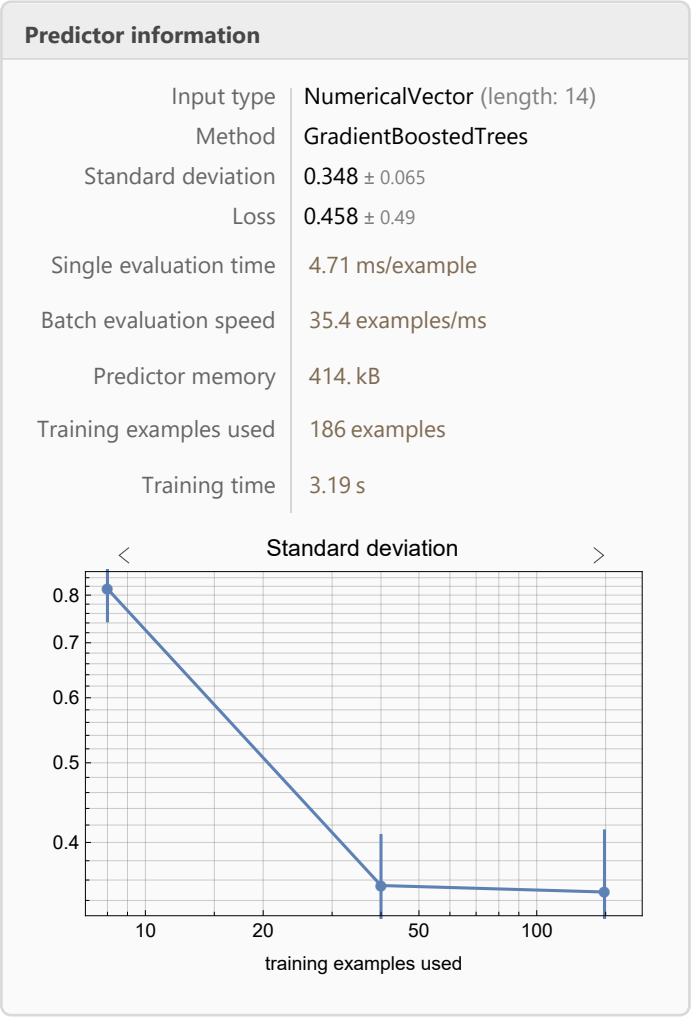 Predictor information
Input type NumericalVector (length: 14)
Method GradientBoostedTrees
Standard deviation 0.348 ± 0.065
Loss 0.458 ± 0.49
Single evaluation time 4.71 ms/example
Batch evaluation speed 35.4 examples/ms
Predictor memory 414. kB
Training examples used 186 examples
Training time 3.19 s
Standard deviation
0.8
0.7
0.6
0.5
0.4
10 20 50 100
training examples used